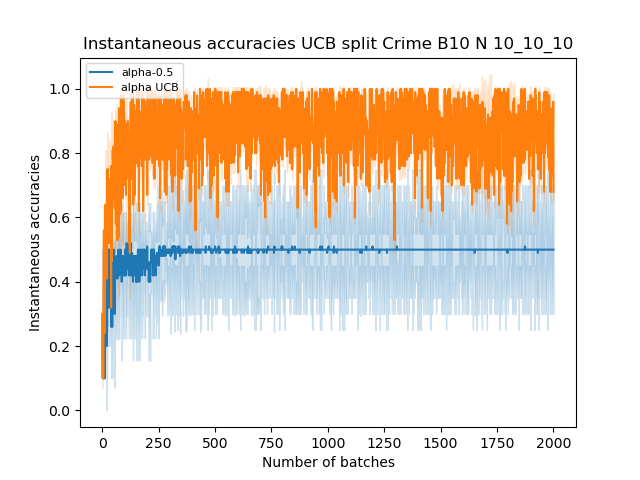 Instantaneous accuracies UCB split Crime B10 N 10_10_10
alpha-0.5
alpha UCB
1.0
0.8
0.6
0.4
0.2
0.0
Instantaneous accuracies
0 250 500 750 1000 1250 1500 1750 2000
Number of batches